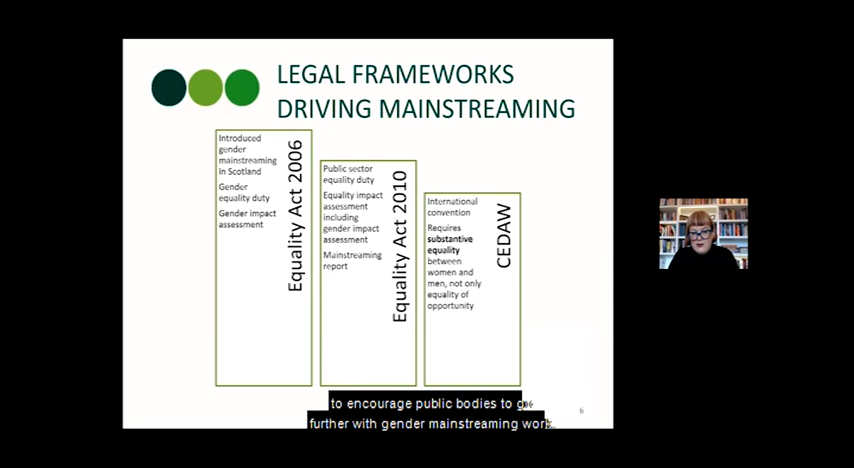 LEGAL FRAMEWORKS
DRIVING MAINSTREAMING
Introduced
gender
mainstreaming
in Scotland
Gender
equality duty
Gender impact
assessment
Equality Act 2006
Public sector
equality duty
Equality impact
assessment
including
gender impact
assessment
Mainstreaming
report
Equality Act 2010
International
convention
Requires
substantive
equality
between
women and
men, not only
equality of
opportunity
CEDAW
to encourage public bodies to go
further with gender mainstreaming work.
6